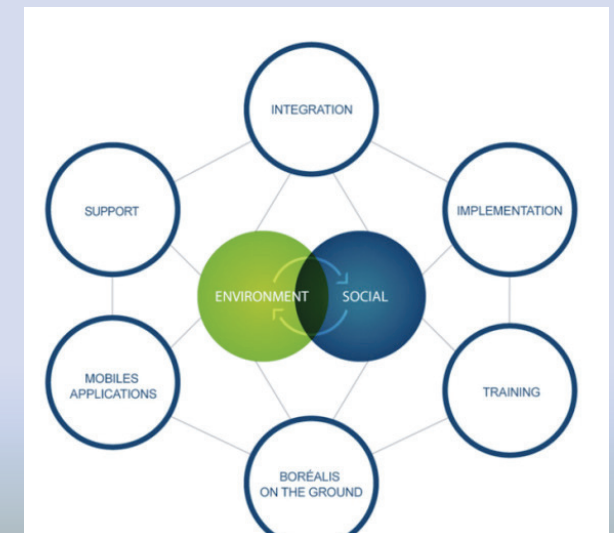 INTEGRATION
SUPPORT
IMPLEMENTATION
ENVIRONMENT
SOCIAL
MOBILES
APPLICATIONS
TRAINING
BORÉALIS
ON THE GROUND